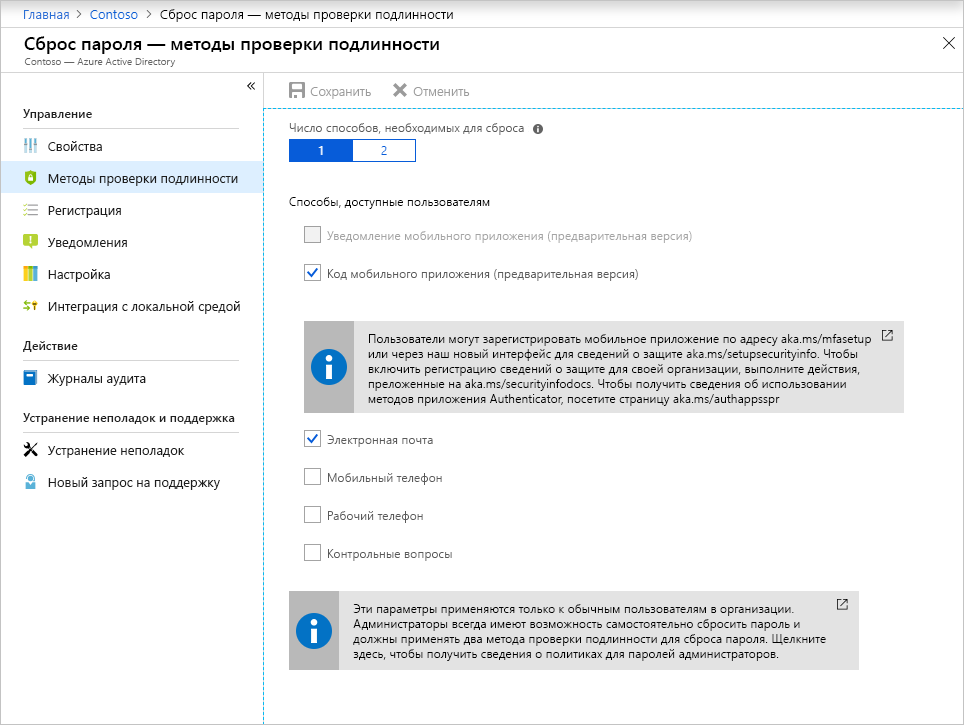 Главная > Contoso > Сброс пароля — методы проверки подлинности
Сброс пароля — методы проверки подлинности
Contoso — Azure Active Directory
Управление
Свойства
Методы проверки подлинности
Регистрация
Уведомления
Настройка
Интеграция с локальной средой
Действие
Журналы аудита
Устранение неполадок и поддержка
Устранение неполадок
Новый запрос на поддержку
Сохранить Отменить
Число способов, необходимых для сброса
1 2
Способы, доступные пользователям
Уведомление мобильного приложения (предварительная версия)
Код мобильного приложения (предварительная версия)
Пользователи могут зарегистрировать мобильное приложение по адресу aka.ms/mfasetup
или через наш новый интерфейс для сведений о защите aka.ms/setupsecurityinfo. Чтобы
включить регистрацию сведений о защите для своей организации, выполните действия,
преложенные на aka.ms/securityinfodocs. Чтобы получить сведения об использовании
методов приложения Authenticator, посетите страницу aka.ms/authappsspr
Электронная почта
Мобильный телефон
Рабочий телефон
Контрольные вопросы
Эти параметры применяются только к обычным пользователям в организации.
Администраторы всегда имеют возможность самостоятельно сбросить пароль и
должны применять два метода проверки подлинности для сброса пароля. Щелкните
здесь, чтобы получить сведения о политиках для паролей администраторов.